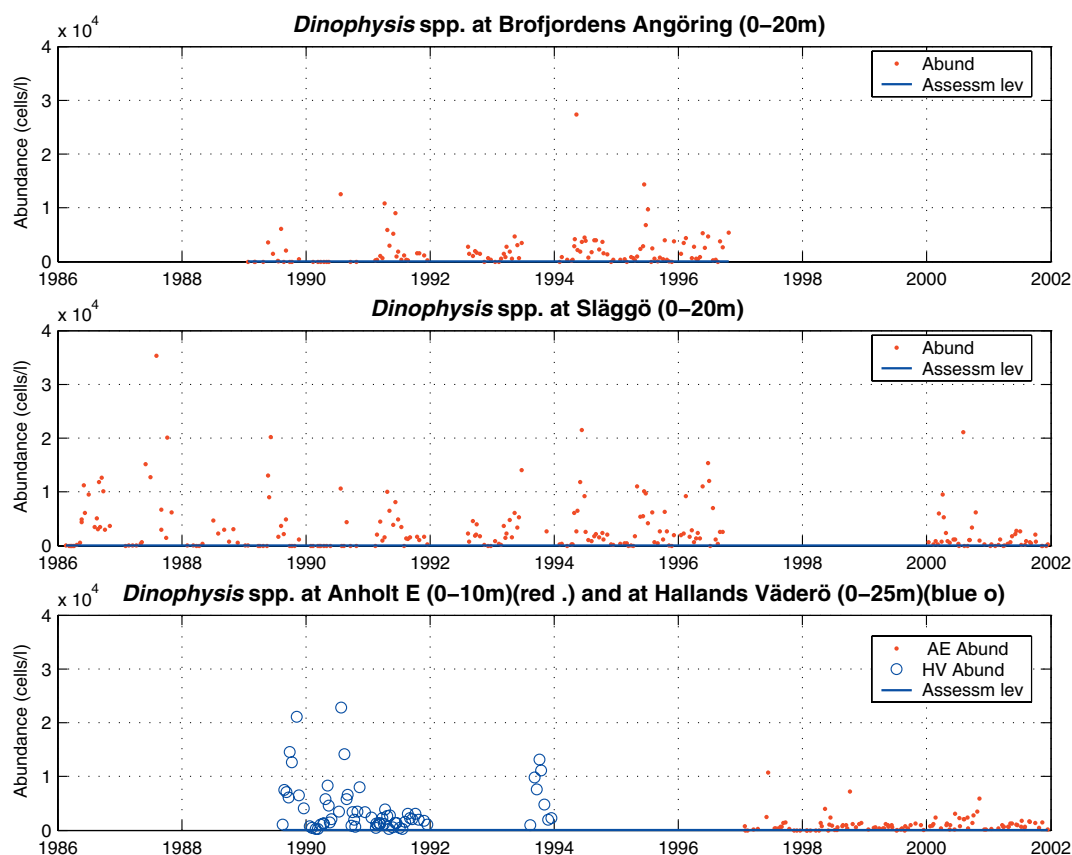 Dinophysis spp. at Brofjordens Angöring (0−20m)
x 10^4
Abundance (cells/l)
4
3
2
1
0
Abund
Assessm lev
1986 1988 1990 1992 1994 1996 1998 2000 2002
Dinophysis spp. at Släggö (0−20m)
x 10^4
Abundance (cells/l)
4
3
2
1
0
Abund
Assessm lev
1986 1988 1990 1992 1994 1996 1998 2000 2002
Dinophysis spp. at Anholt E (0−10m)(red .) and at Hallands Väderö (0−25m)(blue o)
x 10^4
Abundance (cells/l)
4
3
2
1
0
AE Abund
HV Abund
Assessm lev
1986 1988 1990 1992 1994 1996 1998 2000 2002